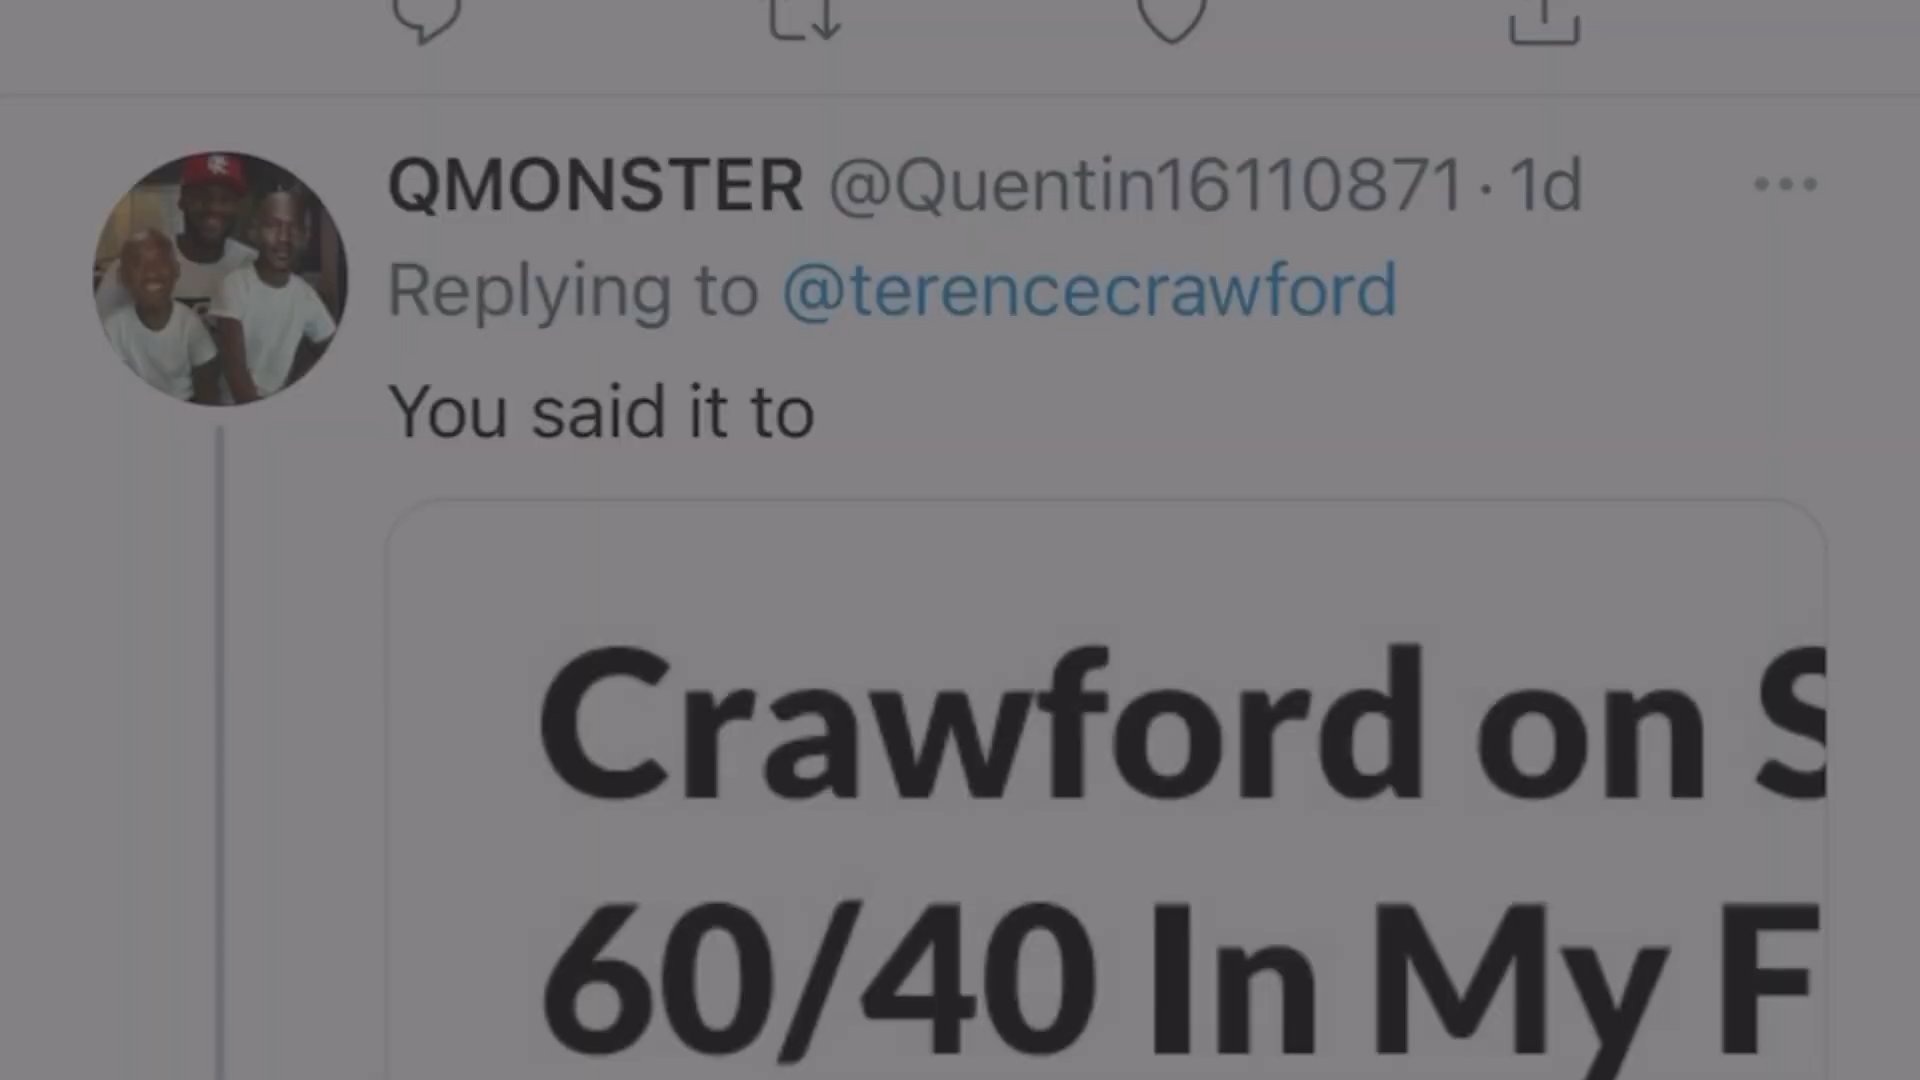 QMONSTER @Quentin16110871 · 1d
Replying to @terencecrawford
You said it to
Crawford on S
60/40 In My F